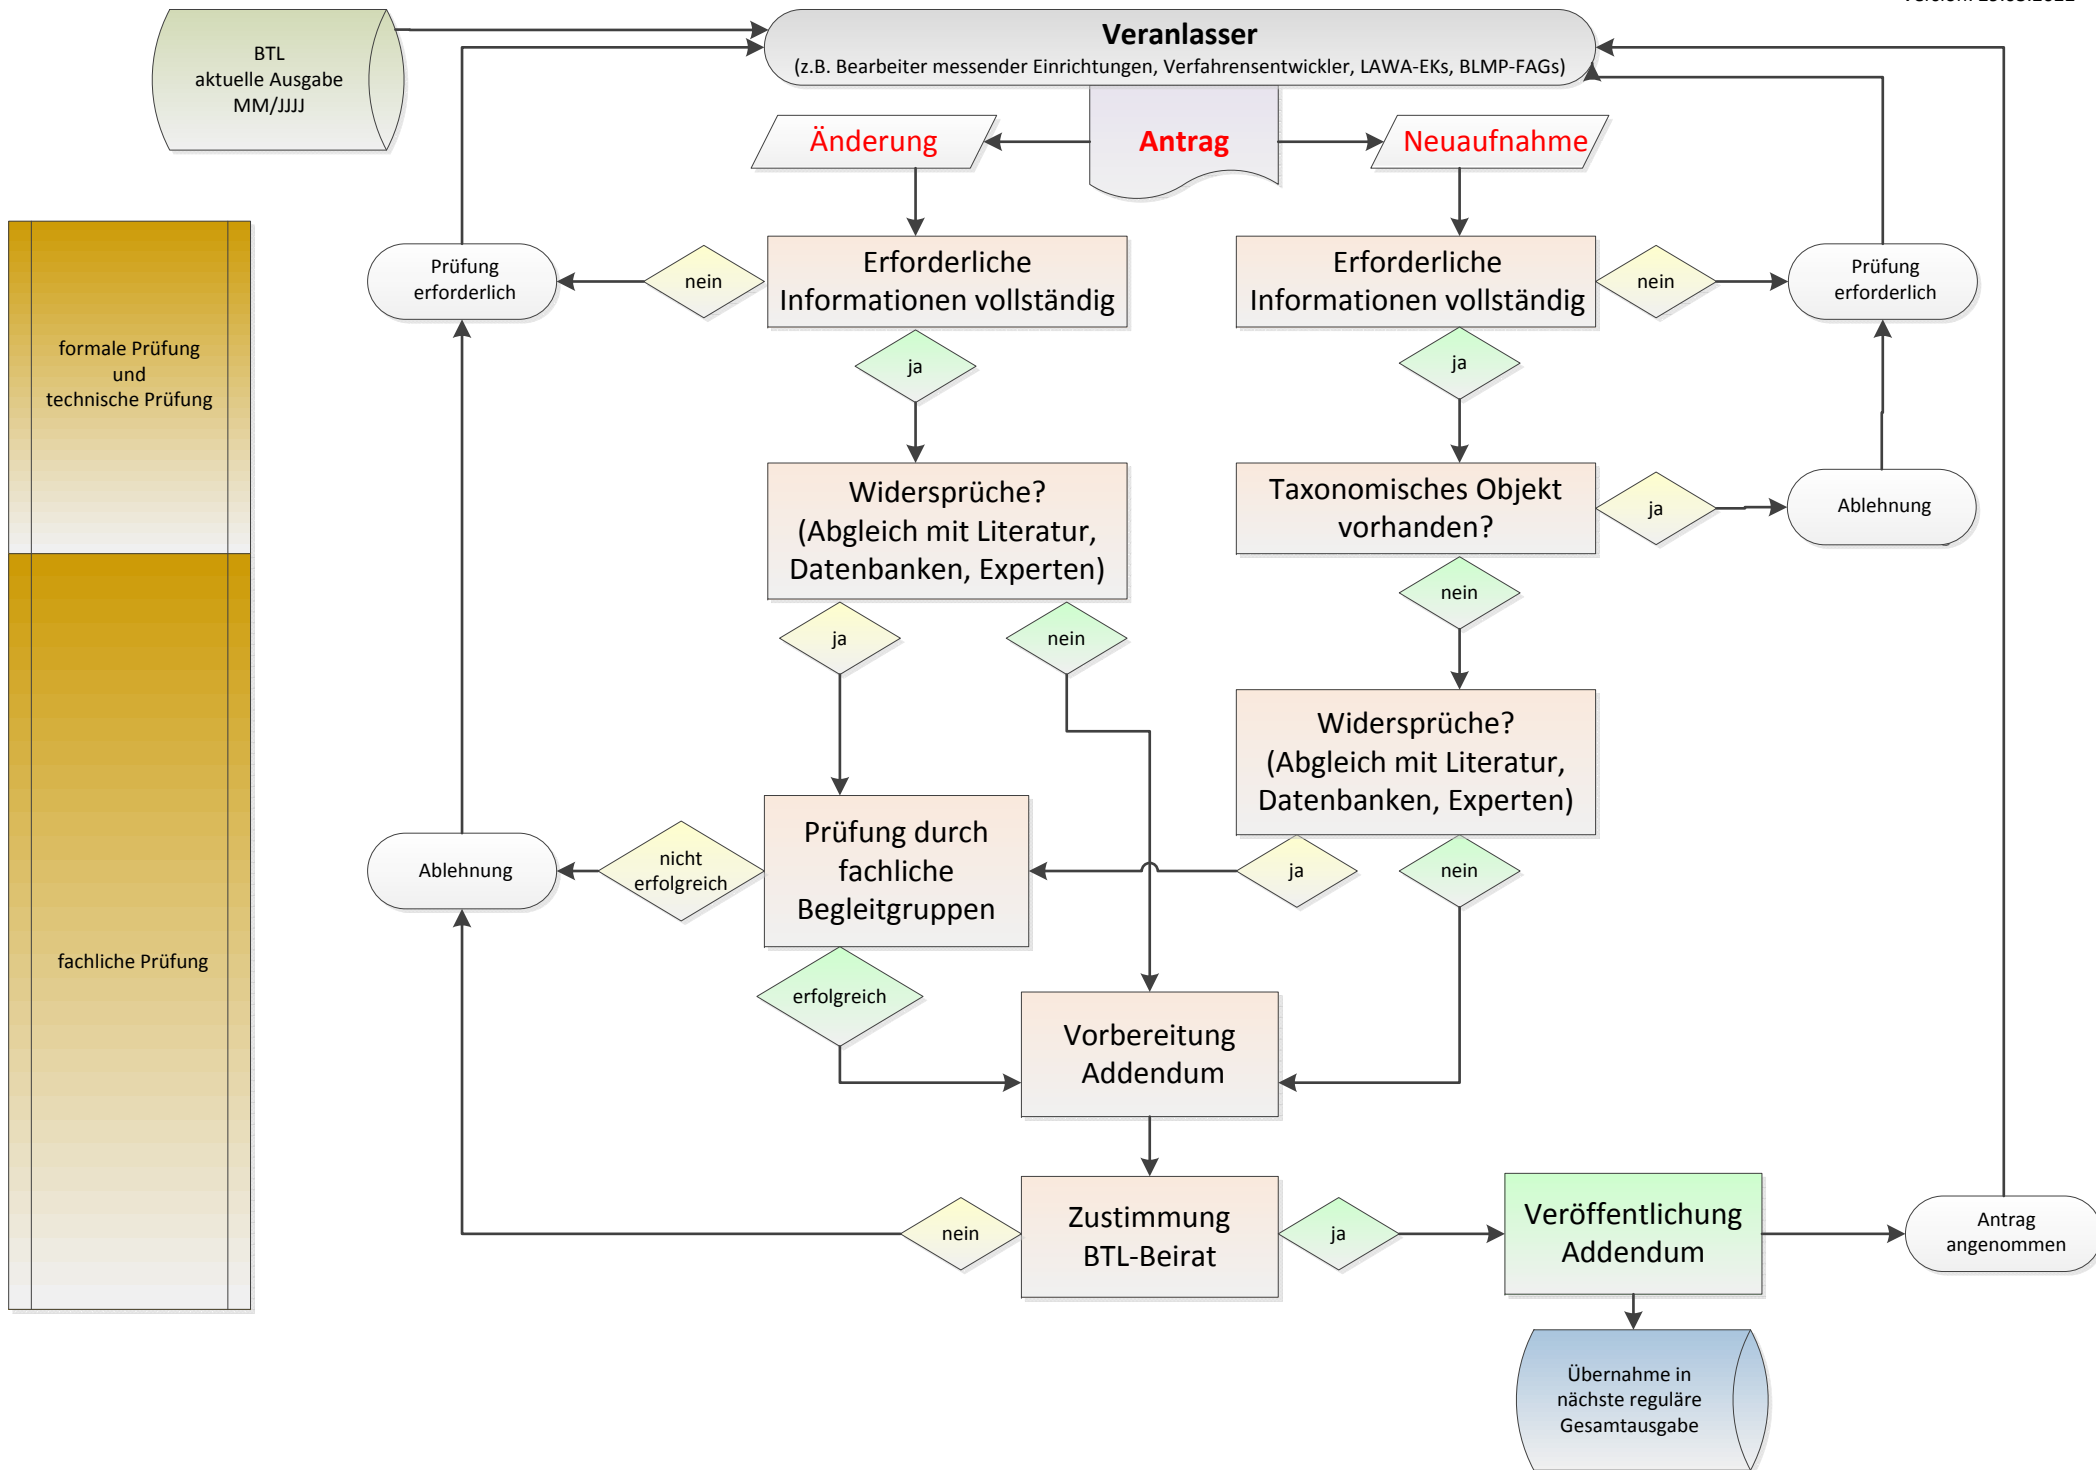 BTL
aktuelle Ausgabe
MM/JJJJ
Veranlasser
(z.B. Bearbeiter messender Einrichtungen, Verfahrensentwickler, LAWA-EKs, BLMP-FAGs)
Änderung
Antrag
Neuaufnahme
Prüfung
erforderlich
nein
Erforderliche
Informationen vollständig
Erforderliche
Informationen vollständig
nein
Prüfung
erforderlich
formale Prüfung
und
technische Prüfung
ja
ja
Widersprüche?
(Abgleich mit Literatur,
Datenbanken, Experten)
Taxonomisches Objekt
vorhanden?
ja
Ablehnung
nein
ja
nein
Widersprüche?
(Abgleich mit Literatur,
Datenbanken, Experten)
Ablehnung
nicht
erfolgreich
Prüfung durch
fachliche
Begleitgruppen
ja
nein
fachliche Prüfung
erfolgreich
Vorbereitung
Addendum
nein
Zustimmung
BTL-Beirat
ja
Veröffentlichung
Addendum
Antrag
angenommen
Übernahme in
nächste reguläre
Gesamtausgabe